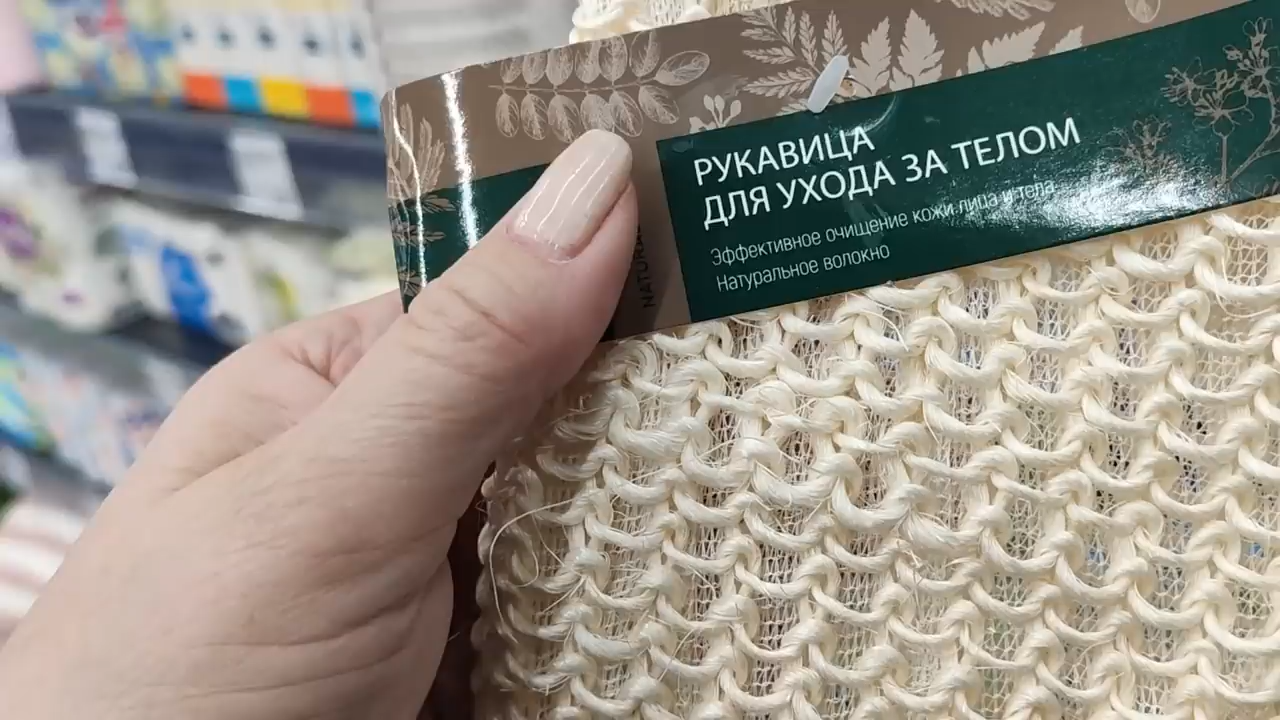 РУКАВИЦА
ДЛЯ УХОДА ЗА ТЕЛОМ
Эффективное очищение кожи лица и тела
Натуральное волокно